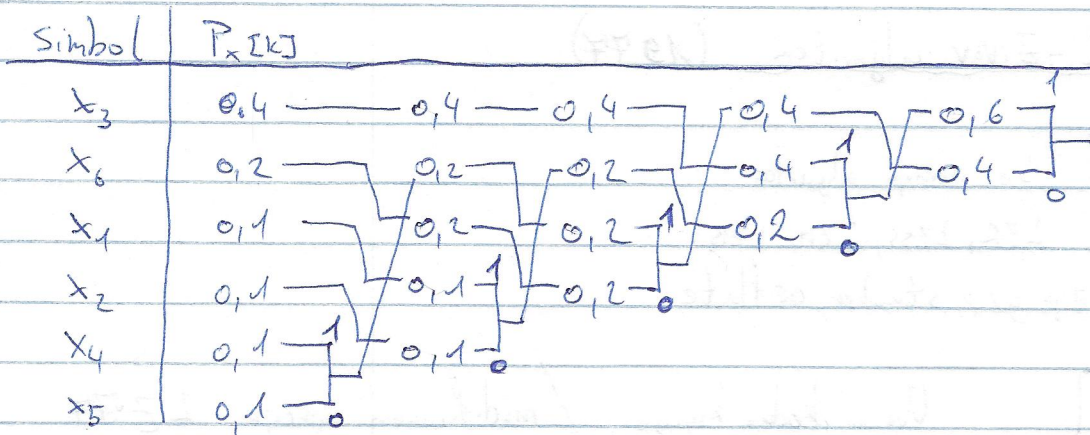 Simbol Px[K]
1
x3 0.4 0,4 0,4 0,4 0,6
1
x6 0,2 0,2 0,2 0,4 0,4
1 0
x1 0,1 0,2 0,2 0,2
1 0
x2 0,1 0,1 0,2
1 0
x4 0,1 0,1
0
x5 0,1
0